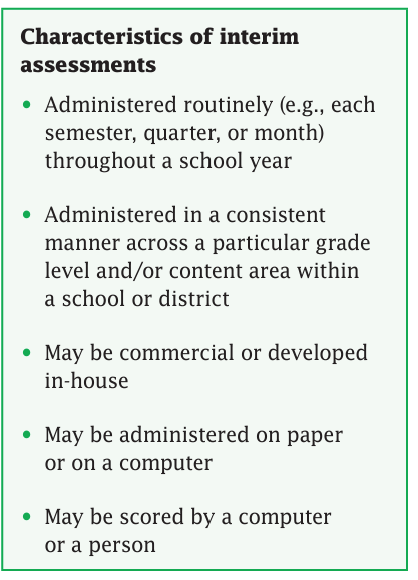 Characteristics of interim
assessments
• Administered routinely (e.g., each
semester, quarter, or month)
throughout a school year
• Administered in a consistent
manner across a particular grade
level and/or content area within
a school or district
• May be commercial or developed
in-house
• May be administered on paper
or on a computer
• May be scored by a computer
or a person